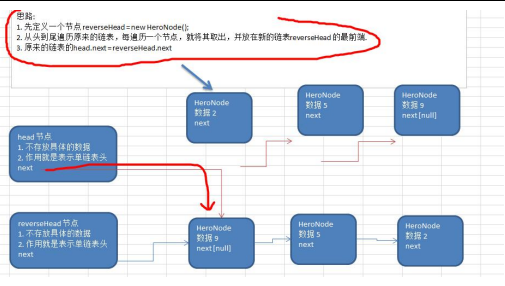 思路:
1. 先定义一个节点 reverseHead = new HeroNode();
2. 从头到尾遍历原来的链表，每遍历一个节点，就将其取出，并放在新的链表reverseHead 的最前端.
3. 原来的链表的head.next = reverseHead.next
HeroNode
数据 2
next
HeroNode
数据 5
next
HeroNode
数据 9
next [null]
head 节点
1. 不存放具体的数据
2. 作用就是表示单链表头
next
reverseHead 节点
1. 不存放具体的数据
2. 作用就是表示单链表头
next
HeroNode
数据 9
next [null]
HeroNode
数据 5
next
HeroNode
数据 2
next